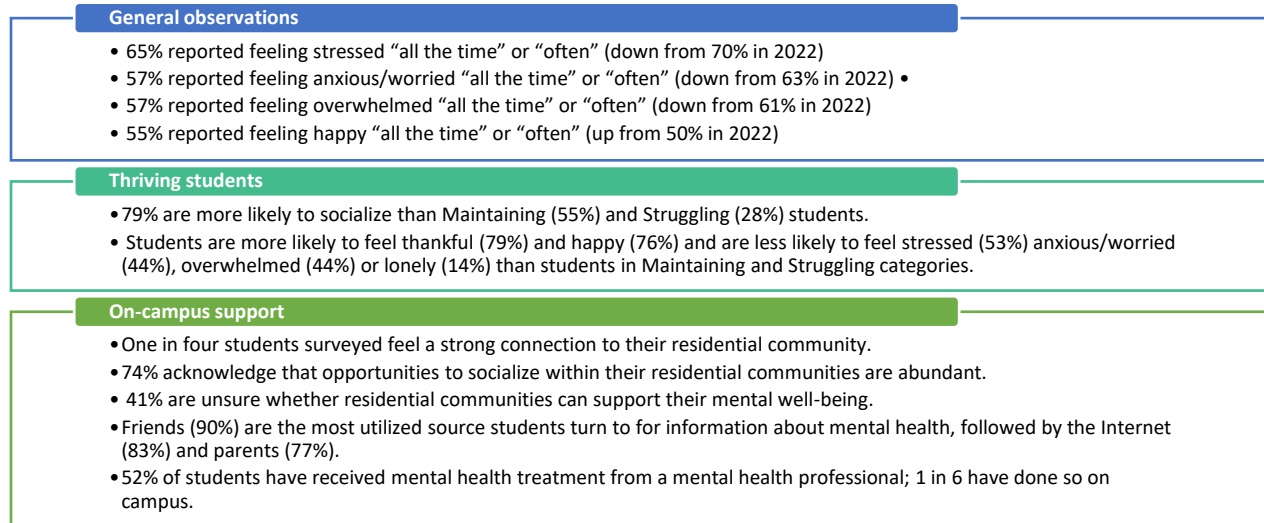 General observations
• 65% reported feeling stressed “all the time” or “often” (down from 70% in 2022)
• 57% reported feeling anxious/worried “all the time” or “often” (down from 63% in 2022) •
• 57% reported feeling overwhelmed “all the time” or “often” (down from 61% in 2022)
• 55% reported feeling happy “all the time” or “often” (up from 50% in 2022)
Thriving students
•79% are more likely to socialize than Maintaining (55%) and Struggling (28%) students.
• Students are more likely to feel thankful (79%) and happy (76%) and are less likely to feel stressed (53%) anxious/worried
(44%), overwhelmed (44%) or lonely (14%) than students in Maintaining and Struggling categories.
On-campus support
•One in four students surveyed feel a strong connection to their residential community.
•74% acknowledge that opportunities to socialize within their residential communities are abundant.
• 41% are unsure whether residential communities can support their mental well-being.
•Friends (90%) are the most utilized source students turn to for information about mental health, followed by the Internet
(83%) and parents (77%).
•52% of students have received mental health treatment from a mental health professional; 1 in 6 have done so on
campus.